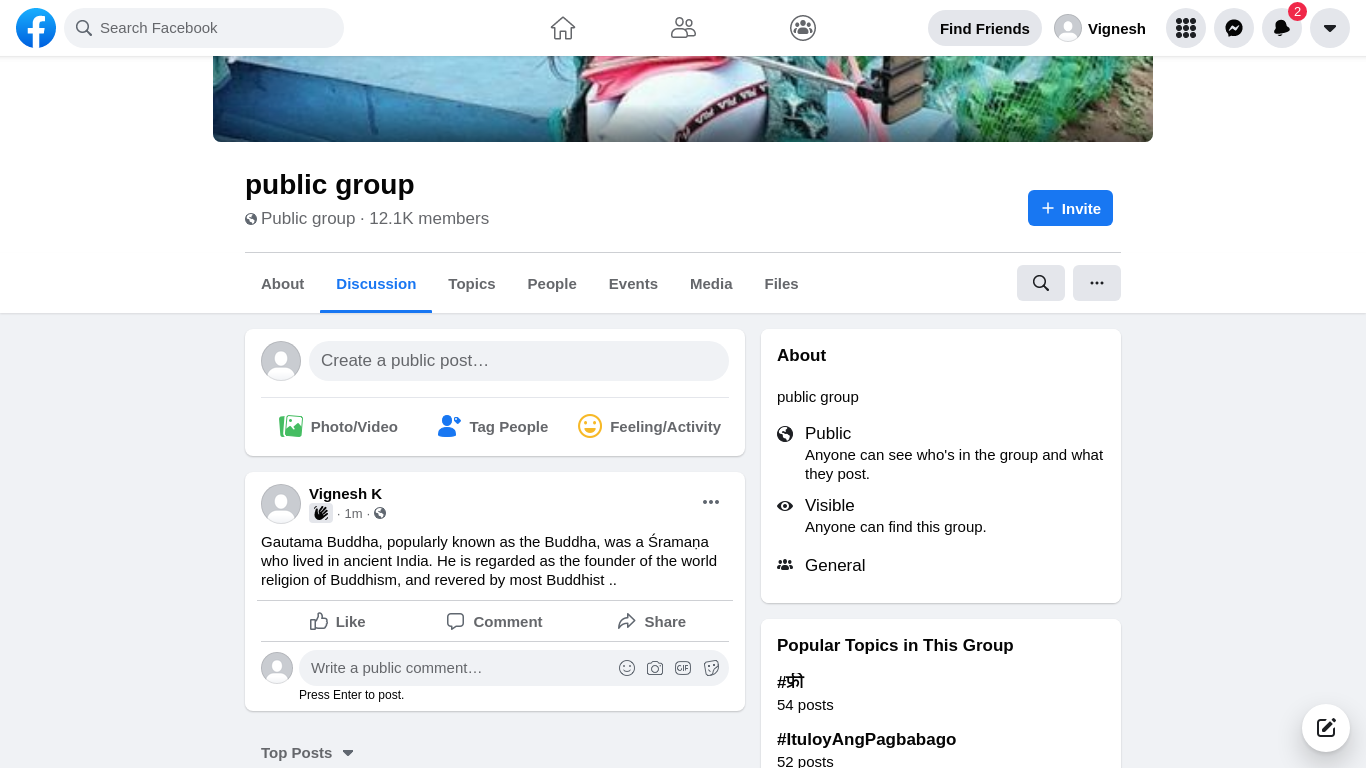 Search Facebook
Find Friends
Vignesh
2
public group
Public group · 12.1K members
+ Invite
About
Discussion
Topics
People
Events
Media
Files
Create a public post…
Photo/Video
Tag People
Feeling/Activity
Vignesh K
· 1m ·
Gautama Buddha, popularly known as the Buddha, was a Śramaṇa
who lived in ancient India. He is regarded as the founder of the world
religion of Buddhism, and revered by most Buddhist ..
Like
Comment
Share
Write a public comment…
GIF
Press Enter to post.
Top Posts
About
public group
Public
Anyone can see who's in the group and what
they post.
Visible
Anyone can find this group.
General
Popular Topics in This Group
#फ्री
54 posts
#ItuloyAngPagbabago
52 posts